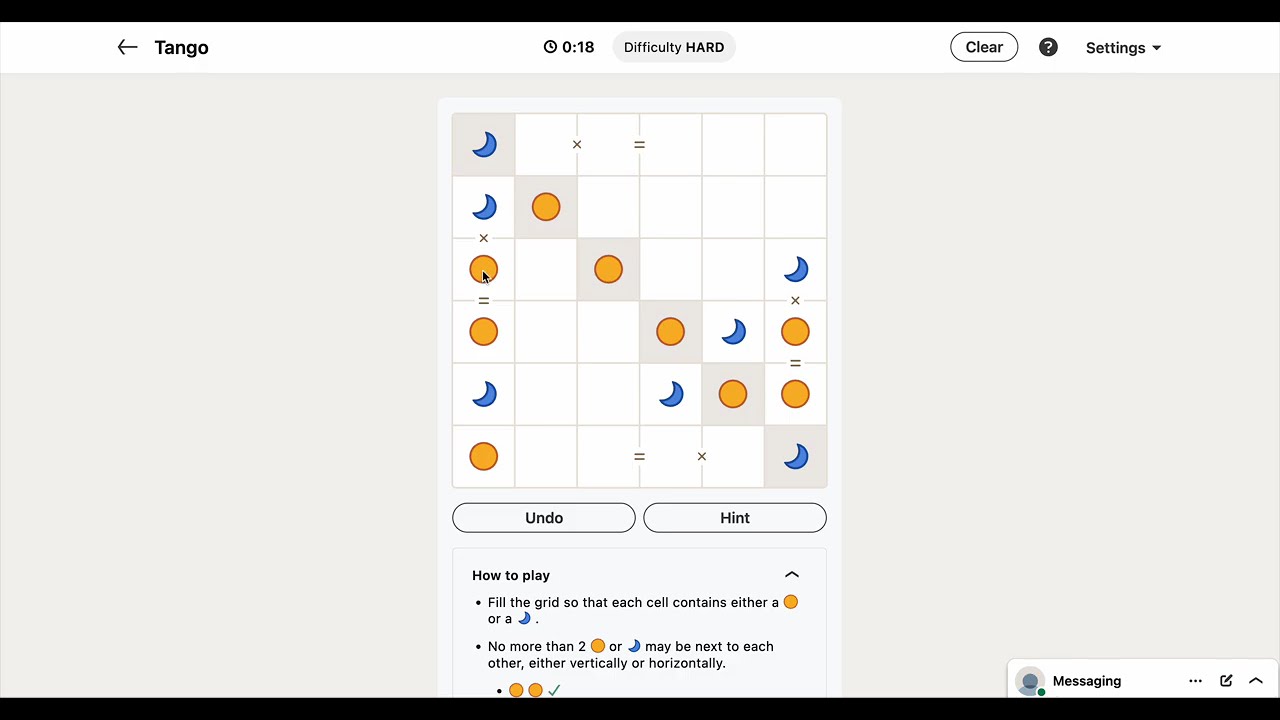 Tango
0:18
Difficulty HARD
Clear
?
Settings
× =
×
= ×
=
= ×
Undo
Hint
How to play
• Fill the grid so that each cell contains either a
or a .
• No more than 2 or may be next to each
other, either vertically or horizontally.
• ✓
Messaging